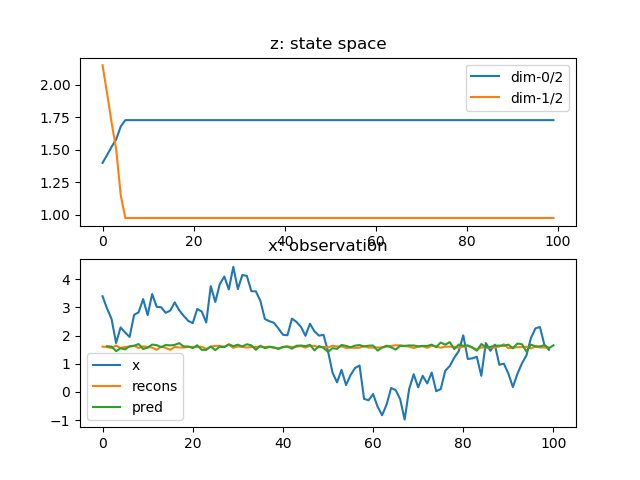 z: state space
2.00
1.75
1.50
1.25
1.00
dim-0/2
dim-1/2
0 20 40 60 80 100
x: observation
4
3
2
1
0
−1
x
recons
pred
0 20 40 60 80 100